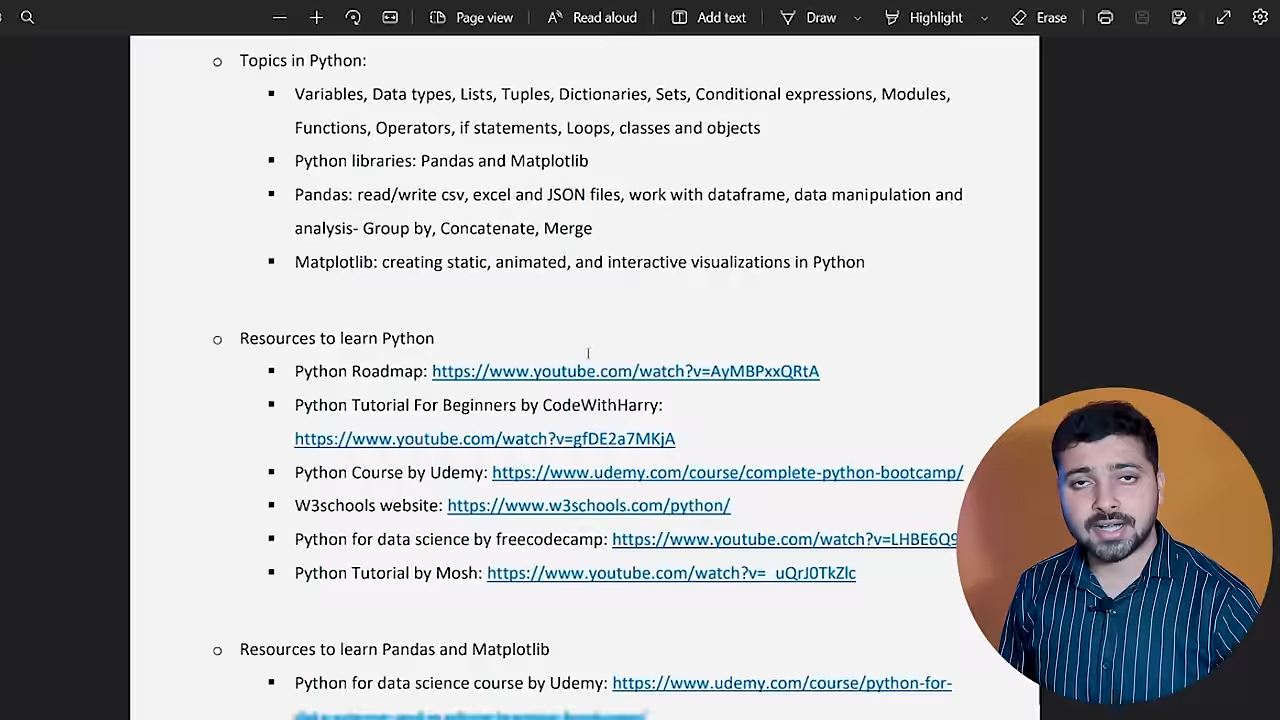 Page view
Read aloud
Add text
Draw
Highlight
Erase
Topics in Python:
Variables, Data types, Lists, Tuples, Dictionaries, Sets, Conditional expressions, Modules,
Functions, Operators, if statements, Loops, classes and objects
Python libraries: Pandas and Matplotlib
Pandas: read/write csv, excel and JSON files, work with dataframe, data manipulation and
analysis- Group by, Concatenate, Merge
Matplotlib: creating static, animated, and interactive visualizations in Python
Resources to learn Python
Python Roadmap: https://www.youtube.com/watch?v=AyMBPxxQRtA
Python Tutorial For Beginners by CodeWithHarry:
https://www.youtube.com/watch?v=gfDE2a7MKjA
Python Course by Udemy: https://www.udemy.com/course/complete-python-bootcamp/
W3schools website: https://www.w3schools.com/python/
Python for data science by freecodecamp: https://www.youtube.com/watch?v=LHBE6Q9
Python Tutorial by Mosh: https://www.youtube.com/watch?v=_uQrJ0TkZlc
Resources to learn Pandas and Matplotlib
Python for data science course by Udemy: https://www.udemy.com/course/python-for-